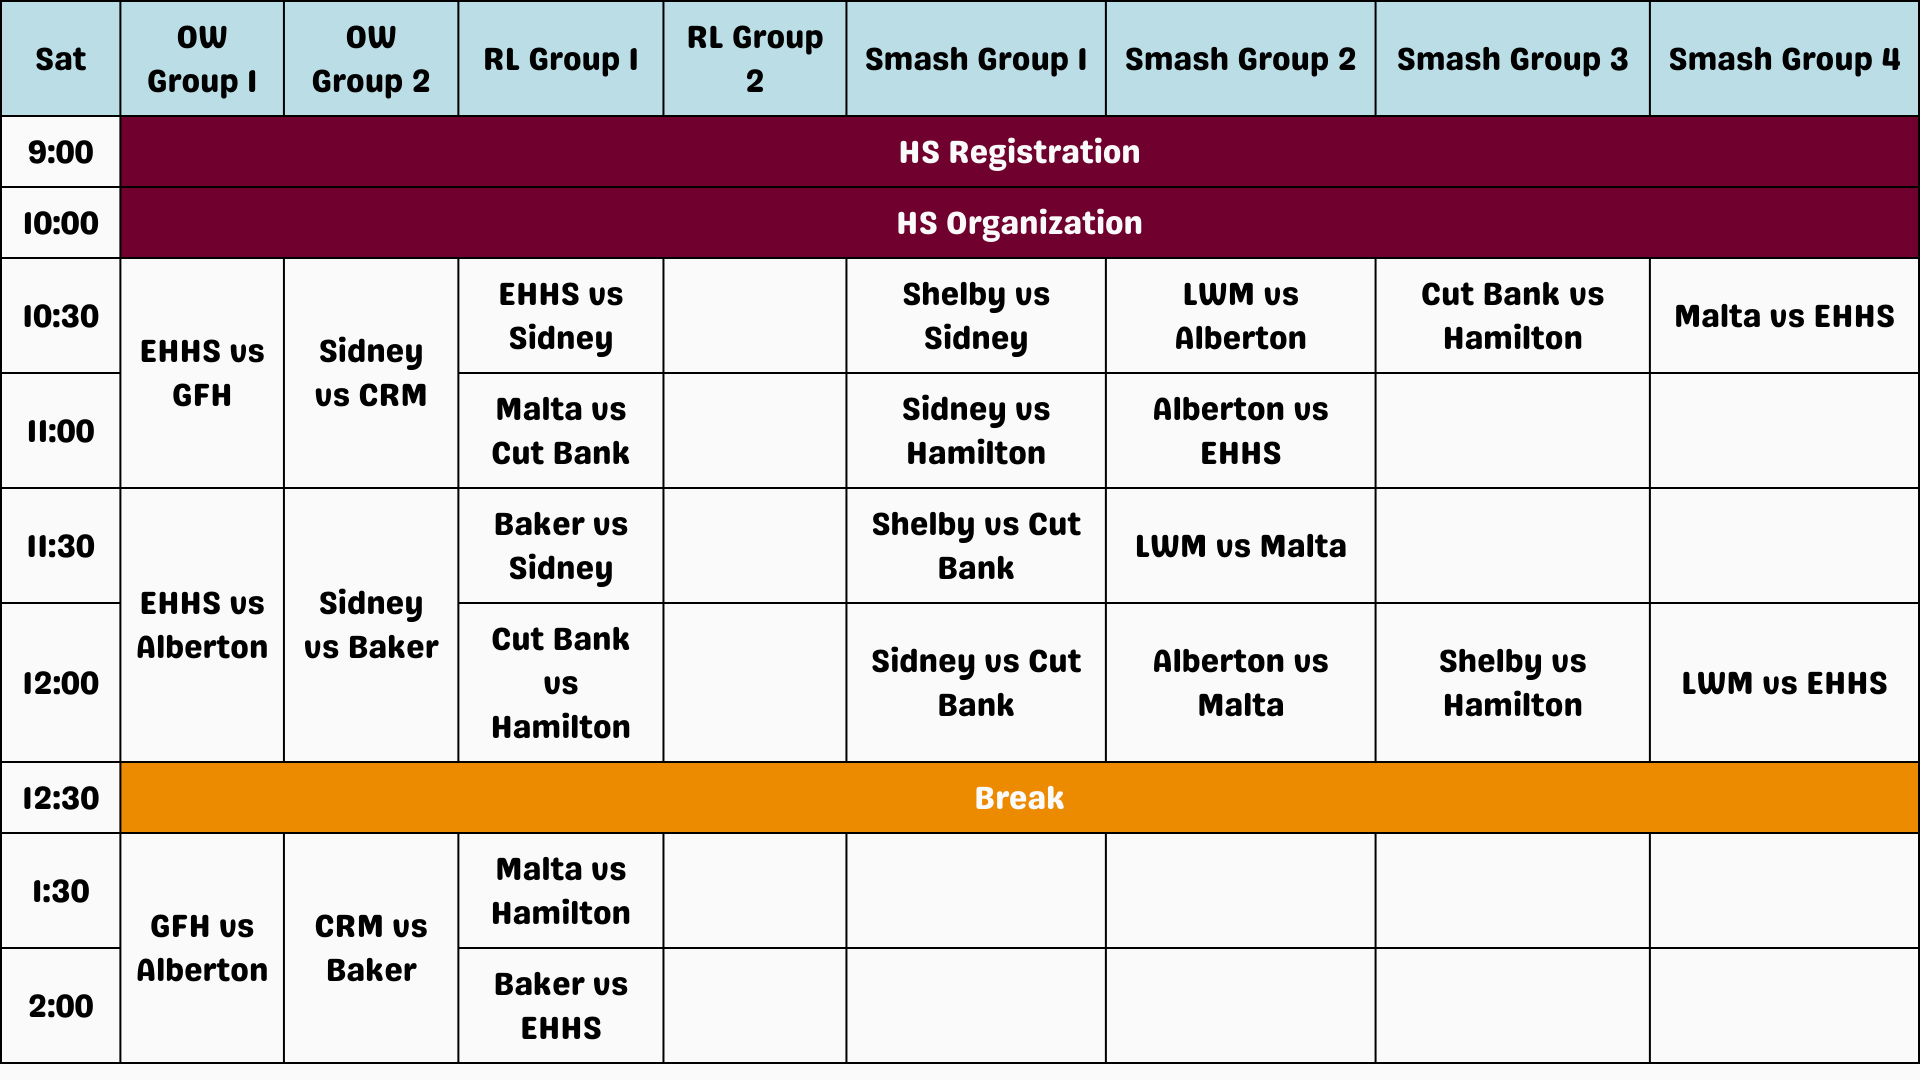 Sat
OW
Group 1
OW
Group 2
RL Group 1
RL Group
2
Smash Group 1
Smash Group 2
Smash Group 3
Smash Group 4
9:00
HS Registration
10:00
HS Organization
10:30
EHHS vs
GFH
Sidney
vs CRM
EHHS vs
Sidney
Shelby vs
Sidney
LWM vs
Alberton
Cut Bank vs
Hamilton
Malta vs EHHS
11:00
Malta vs
Cut Bank
Sidney vs
Hamilton
Alberton vs
EHHS
11:30
EHHS vs
Alberton
Sidney
vs Baker
Baker vs
Sidney
Shelby vs Cut
Bank
LWM vs Malta
12:00
Cut Bank
vs
Hamilton
Sidney vs Cut
Bank
Alberton vs
Malta
Shelby vs
Hamilton
LWM vs EHHS
12:30
Break
1:30
GFH vs
Alberton
CRM vs
Baker
Malta vs
Hamilton
2:00
Baker vs
EHHS